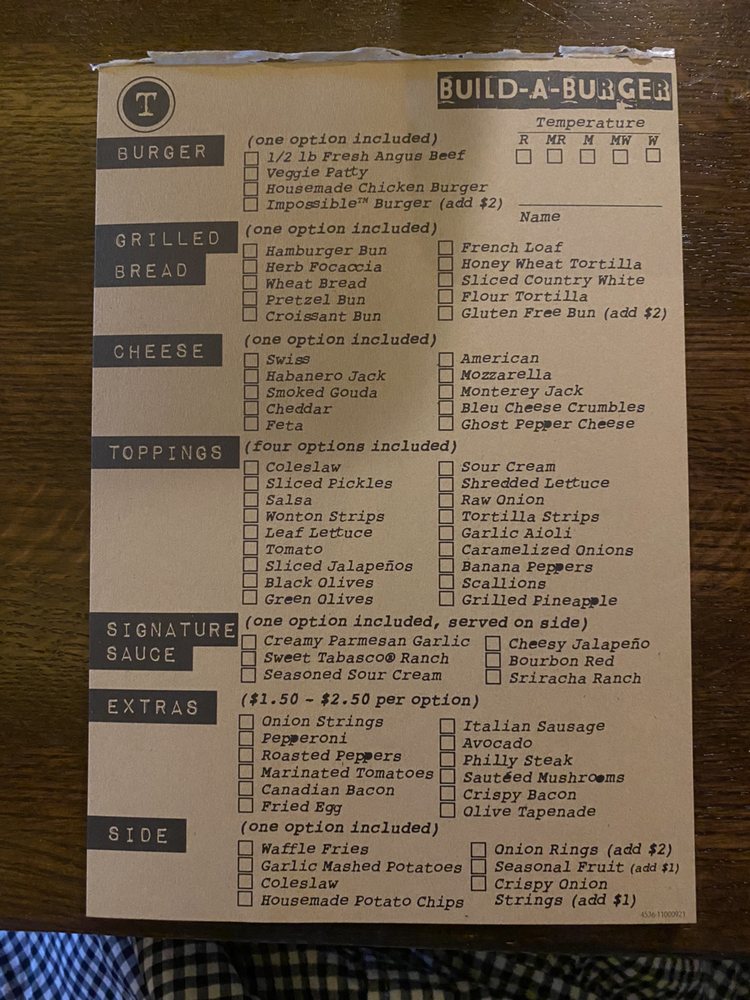 T
BUILD-A-BURGER
Temperature
R MR M MW W
Name
BURGER
(one option included)
1/2 lb Fresh Angus Beef
Veggie Patty
Housemade Chicken Burger
Impossible™ Burger (add $2)
GRILLED
BREAD
(one option included)
Hamburger Bun
Herb Focaccia
Wheat Bread
Pretzel Bun
Croissant Bun
French Loaf
Honey Wheat Tortilla
Sliced Country White
Flour Tortilla
Gluten Free Bun (add $2)
CHEESE
(one option included)
Swiss
Habanero Jack
Smoked Gouda
Cheddar
Feta
American
Mozzarella
Monterey Jack
Bleu Cheese Crumbles
Ghost Pepper Cheese
TOPPINGS
(four options included)
Coleslaw
Sliced Pickles
Salsa
Wonton Strips
Leaf Lettuce
Tomato
Sliced Jalapeños
Black Olives
Green Olives
Sour Cream
Shredded Lettuce
Raw Onion
Tortilla Strips
Garlic Aioli
Caramelized Onions
Banana Peppers
Scallions
Grilled Pineapple
SIGNATURE
SAUCE
(one option included, served on side)
Creamy Parmesan Garlic
Sweet Tabasco® Ranch
Seasoned Sour Cream
Cheesy Jalapeño
Bourbon Red
Sriracha Ranch
EXTRAS
($1.50 - $2.50 per option)
Onion Strings
Pepperoni
Roasted Peppers
Marinated Tomatoes
Canadian Bacon
Fried Egg
Italian Sausage
Avocado
Philly Steak
Sautéed Mushrooms
Crispy Bacon
Olive Tapenade
SIDE
(one option included)
Waffle Fries
Garlic Mashed Potatoes
Coleslaw
Housemade Potato Chips
Onion Rings (add $2)
Seasonal Fruit (add $1)
Crispy Onion
Strings (add $1)
4536-11000921